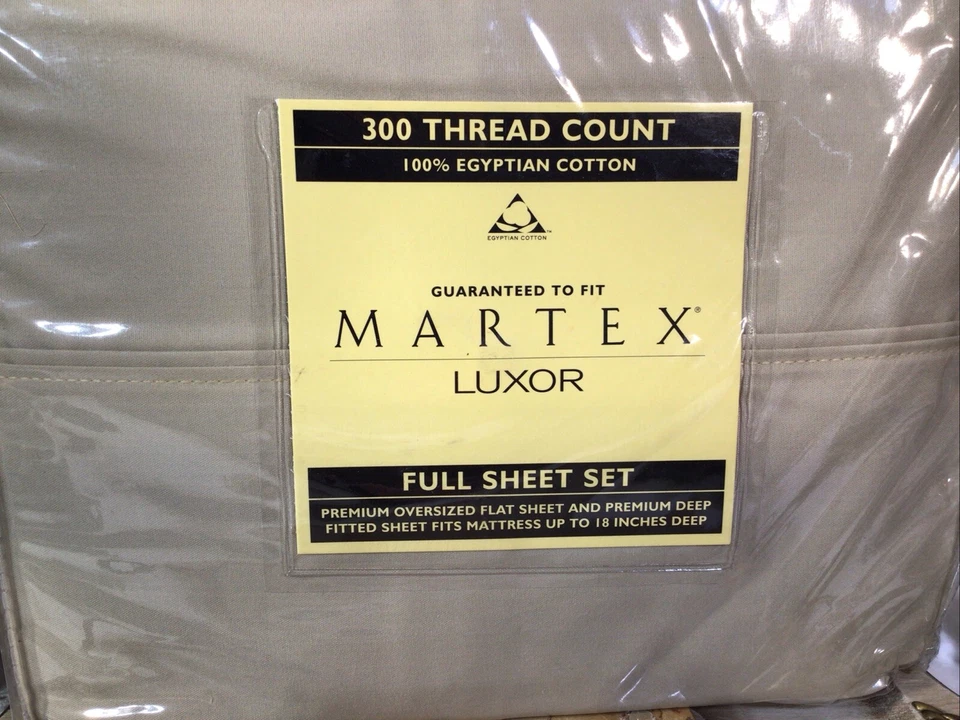 300 THREAD COUNT
100% EGYPTIAN COTTON
EGYPTIAN COTTON™
GUARANTEED TO FIT
MARTEX®
LUXOR
FULL SHEET SET
PREMIUM OVERSIZED FLAT SHEET AND PREMIUM DEEP
FITTED SHEET FITS MATTRESS UP TO 18 INCHES DEEP